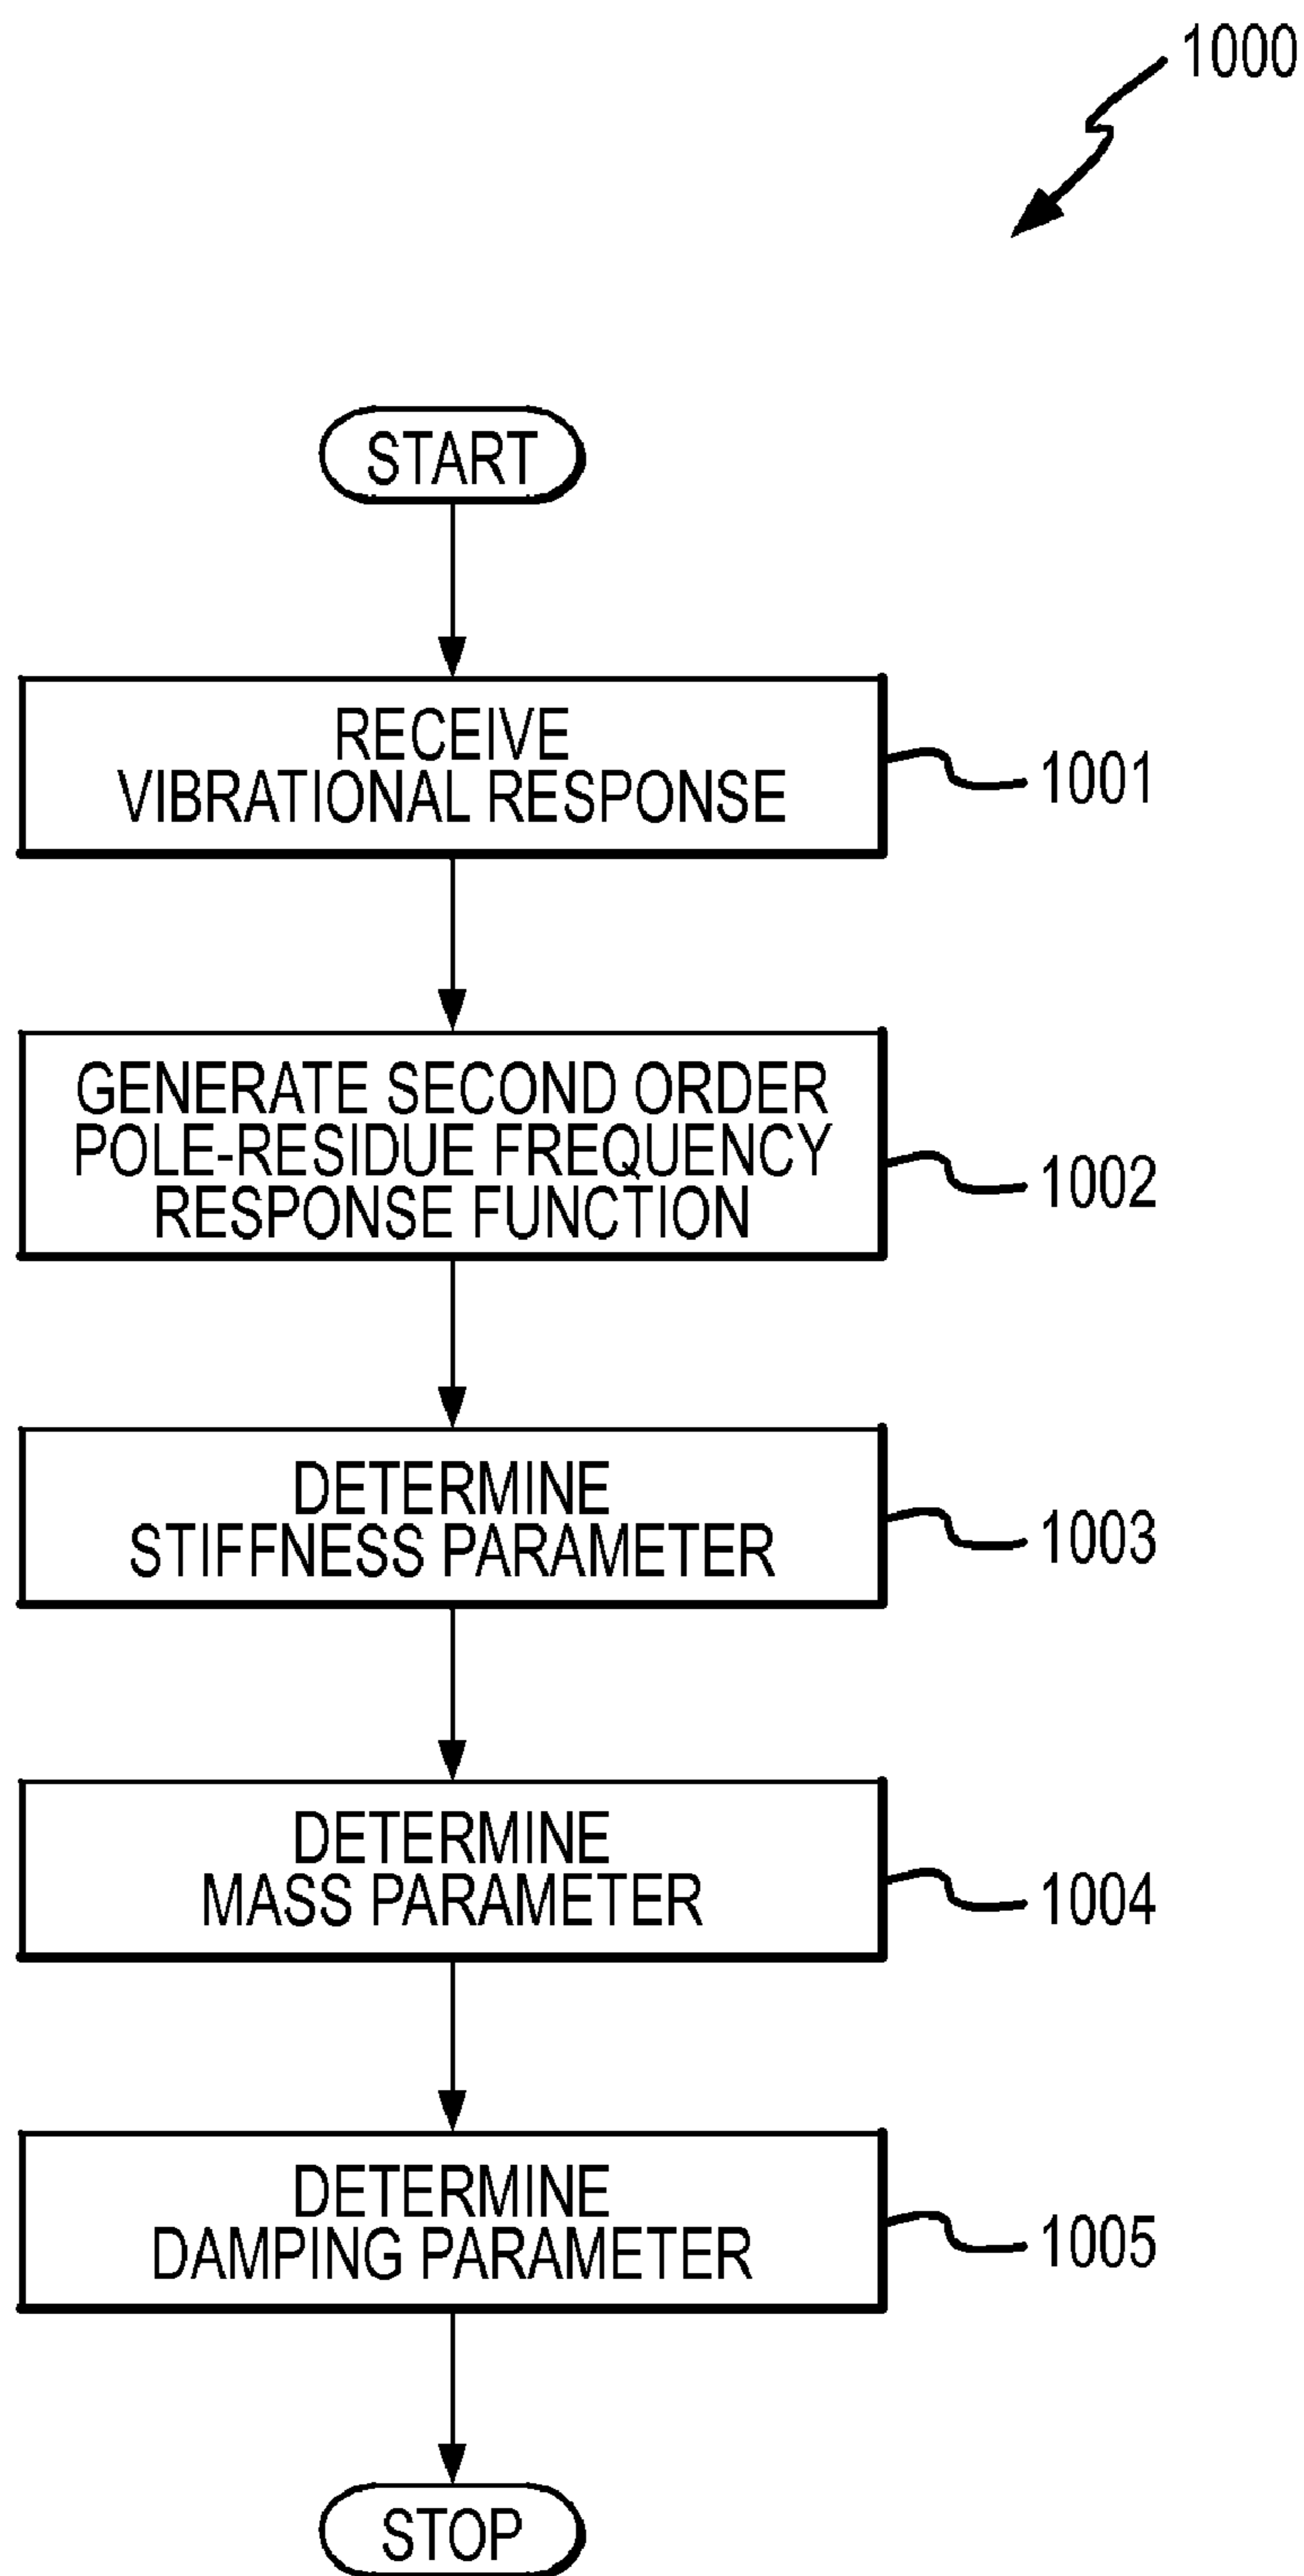 1000
START
RECEIVE
VIBRATIONAL RESPONSE
1001
GENERATE SECOND ORDER
POLE-RESIDUE FREQUENCY
RESPONSE FUNCTION
1002
DETERMINE
STIFFNESS PARAMETER
1003
DETERMINE
MASS PARAMETER
1004
DETERMINE
DAMPING PARAMETER
1005
STOP